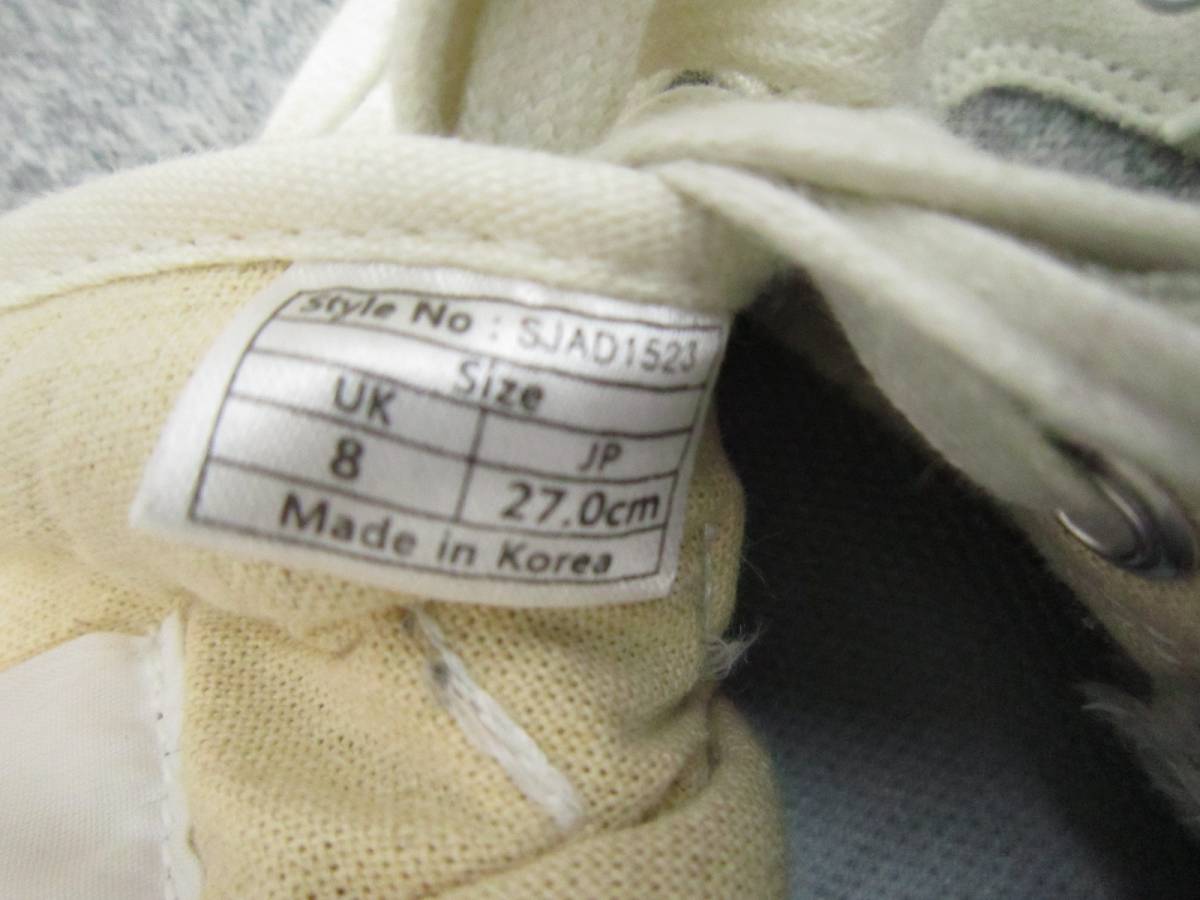 Style No : SJAD1523
Size
UK JP
8 27.0cm
Made in Korea